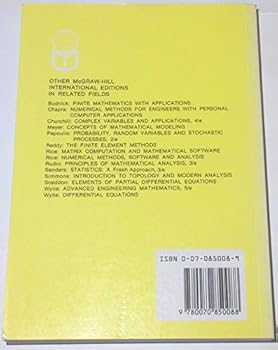 OTHER McGRAW-HILL
INTERNATIONAL EDITIONS
IN RELATED FIELDS
Budnick: FINITE MATHEMATICS WITH APPLICATIONS
Chapra: NUMERICAL METHODS FOR ENGINEERS WITH PERSONAL
COMPUTER APPLICATIONS
Churchill: COMPLEX VARIABLES AND APPLICATIONS, 4/e
Meyer: CONCEPTS OF MATHEMATICAL MODELING
Papoulis: PROBABILITY, RANDOM VARIABLES AND STOCHASTIC
PROCESSES, 2/e
Reddy: THE FINITE ELEMENT METHODS
Rice: MATRIX COMPUTATION AND MATHEMATICAL SOFTWARE
Rice: NUMERICAL METHODS, SOFTWARE AND ANALYSIS
Rudin: PRINCIPLES OF MATHEMATICAL ANALYSIS, 3/e
Sanders: STATISTICS: A Fresh Approach, 3/e
Simmons: INTRODUCTION TO TOPOLOGY AND MODERN ANALYSIS
Sneddon: ELEMENTS OF PARTIAL DIFFERENTIAL EQUATIONS
Wylie: ADVANCED ENGINEERING MATHEMATICS, 5/e
Wylie: DIFFERENTIAL EQUATIONS
ISBN 0-07-085008-9
9780070850088